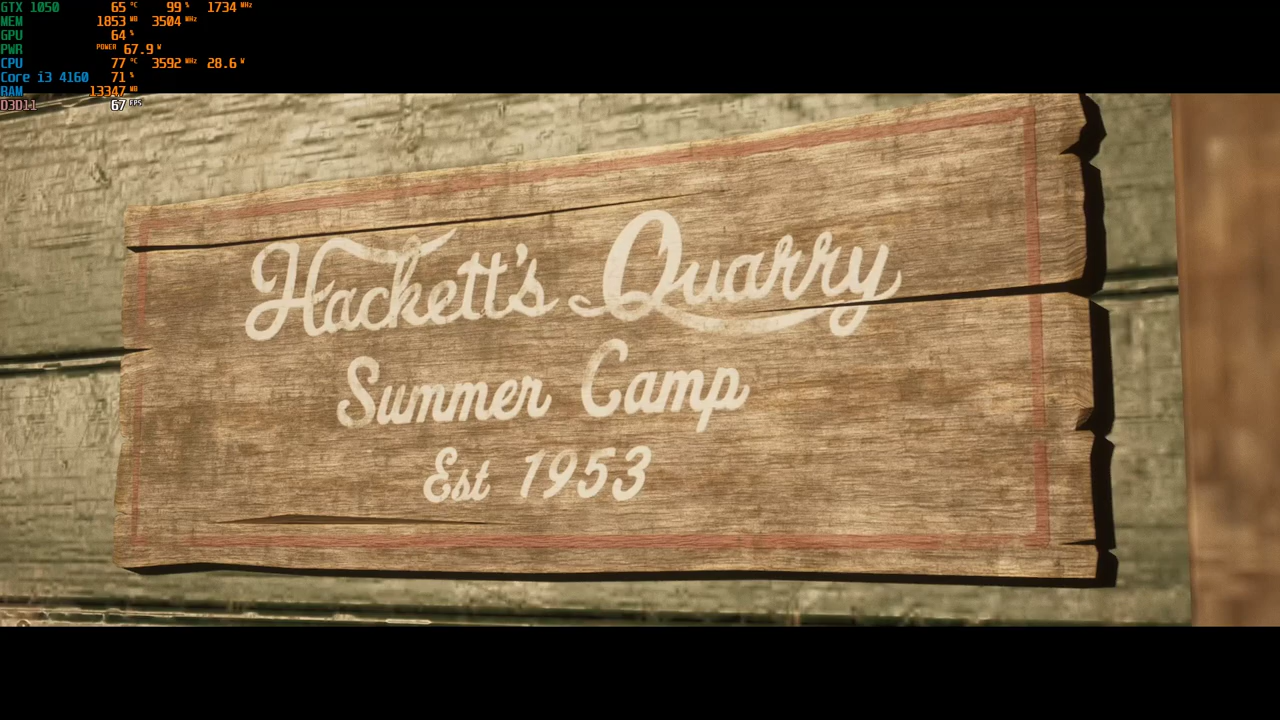 GTX 1050 65 °C 99 % 1734 MHz
MEM 1853 MB 3504 MHz
GPU 64 %
PWR POWER 67.9 W
CPU 77 °C 3592 MHz 28.6 W
Core i3 4160 71 %
RAM 13347 MB
D3D11 67 FPS
Hackett's Quarry
Summer Camp
Est 1953